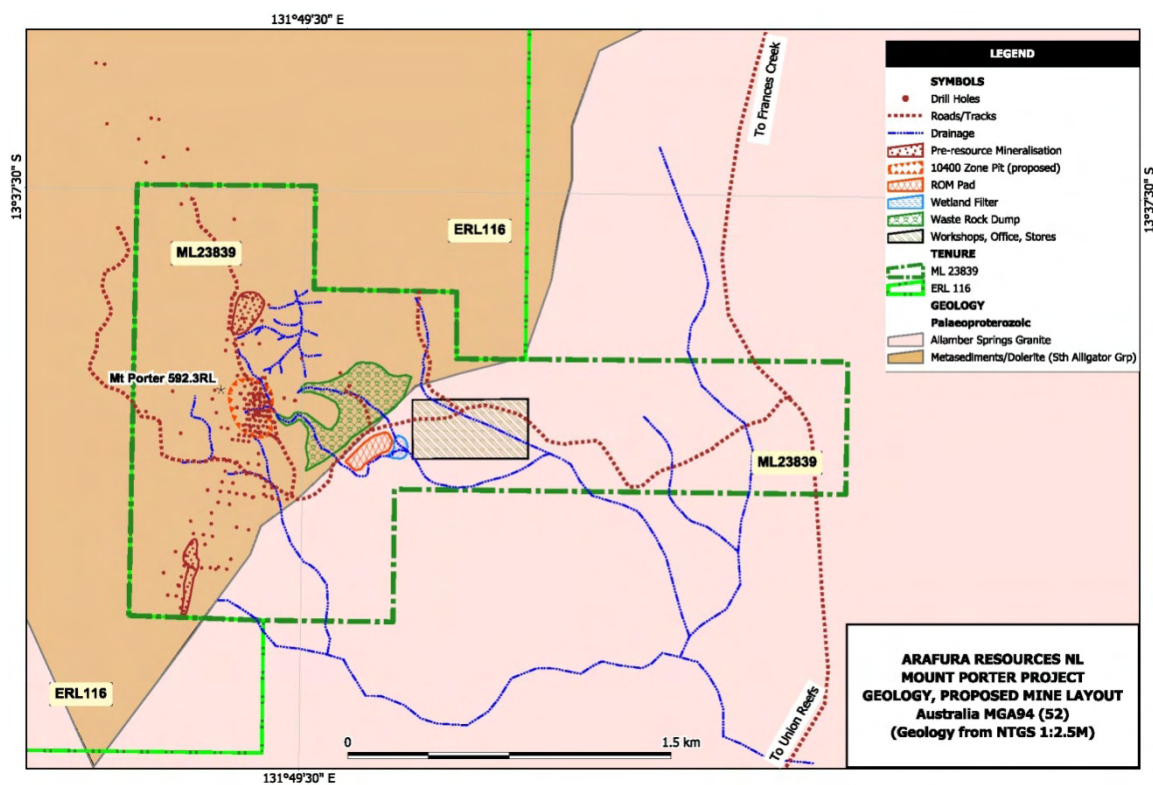 131°49'30" E
13°37'30" S
13°37'30" S
To Frances Creek
ERL116
ML23839
Mt Porter 592.3RL
ML23839
ERL116
To Union Reefs
0
1.5 km
131°49'30" E
LEGEND
SYMBOLS
Drill Holes
Roads/Tracks
Drainage
Pre-resource Mineralisation
10400 Zone Pit (proposed)
ROM Pad
Wetland Filter
Waste Rock Dump
Workshops, Office, Stores
TENURE
ML 23839
ERL 116
GEOLOGY
Palaeoproterozoic
Allamber Springs Granite
Metasediments/Dolerite (Sth Alligator Grp)
ARAFURA RESOURCES NL
MOUNT PORTER PROJECT
GEOLOGY, PROPOSED MINE LAYOUT
Australia MGA94 (52)
(Geology from NTGS 1:2.5M)